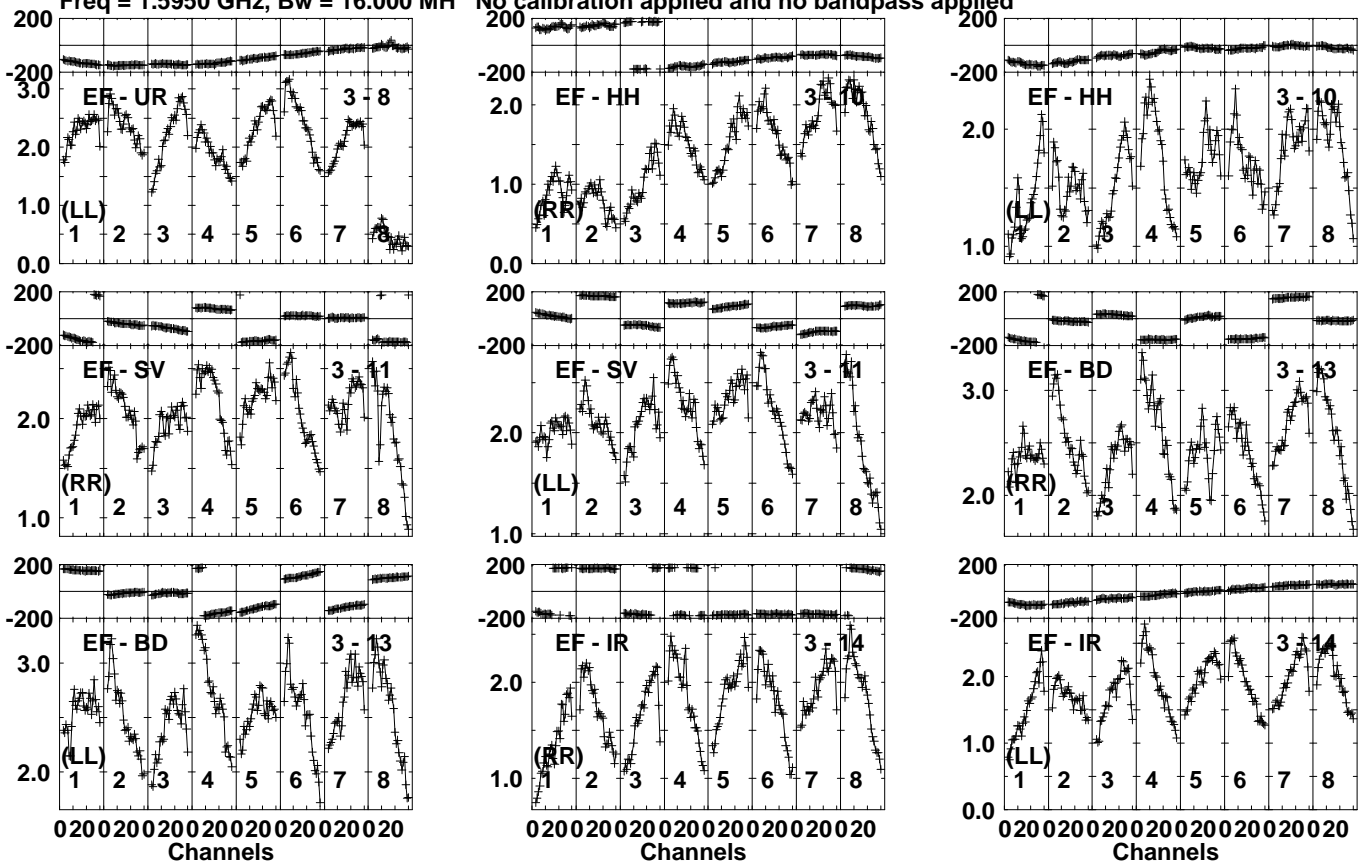 Freq = 1.5950 GHz, Bw = 16.000 MH No calibration applied and no bandpass applied
200
-200
3.0
2.0
1.0
0.0
EF - UR 3 - 8
(LL)
1 2 3 4 5 6 7 8
200
-200
2.0
1.0
0.0
EF - HH 3 - 10
(RR)
1 2 3 4 5 6 7 8
200
-200
2.0
1.0
EF - HH 3 - 10
(LL)
1 2 3 4 5 6 7 8
200
-200
2.0
1.0
EF - SV 3 - 11
(RR)
1 2 3 4 5 6 7 8
200
-200
2.0
1.0
EF - SV 3 - 11
(LL)
1 2 3 4 5 6 7 8
200
-200
3.0
2.0
EF - BD 3 - 13
(RR)
1 2 3 4 5 6 7 8
200
-200
3.0
2.0
EF - BD 3 - 13
(LL)
1 2 3 4 5 6 7 8
020020020020020020020020
Channels
200
-200
2.0
1.0
EF - IR 3 - 14
(RR)
1 2 3 4 5 6 7 8
020020020020020020020020
Channels
200
-200
2.0
1.0
0.0
EF - IR 3 - 14
(LL)
1 2 3 4 5 6 7 8
020020020020020020020020
Channels